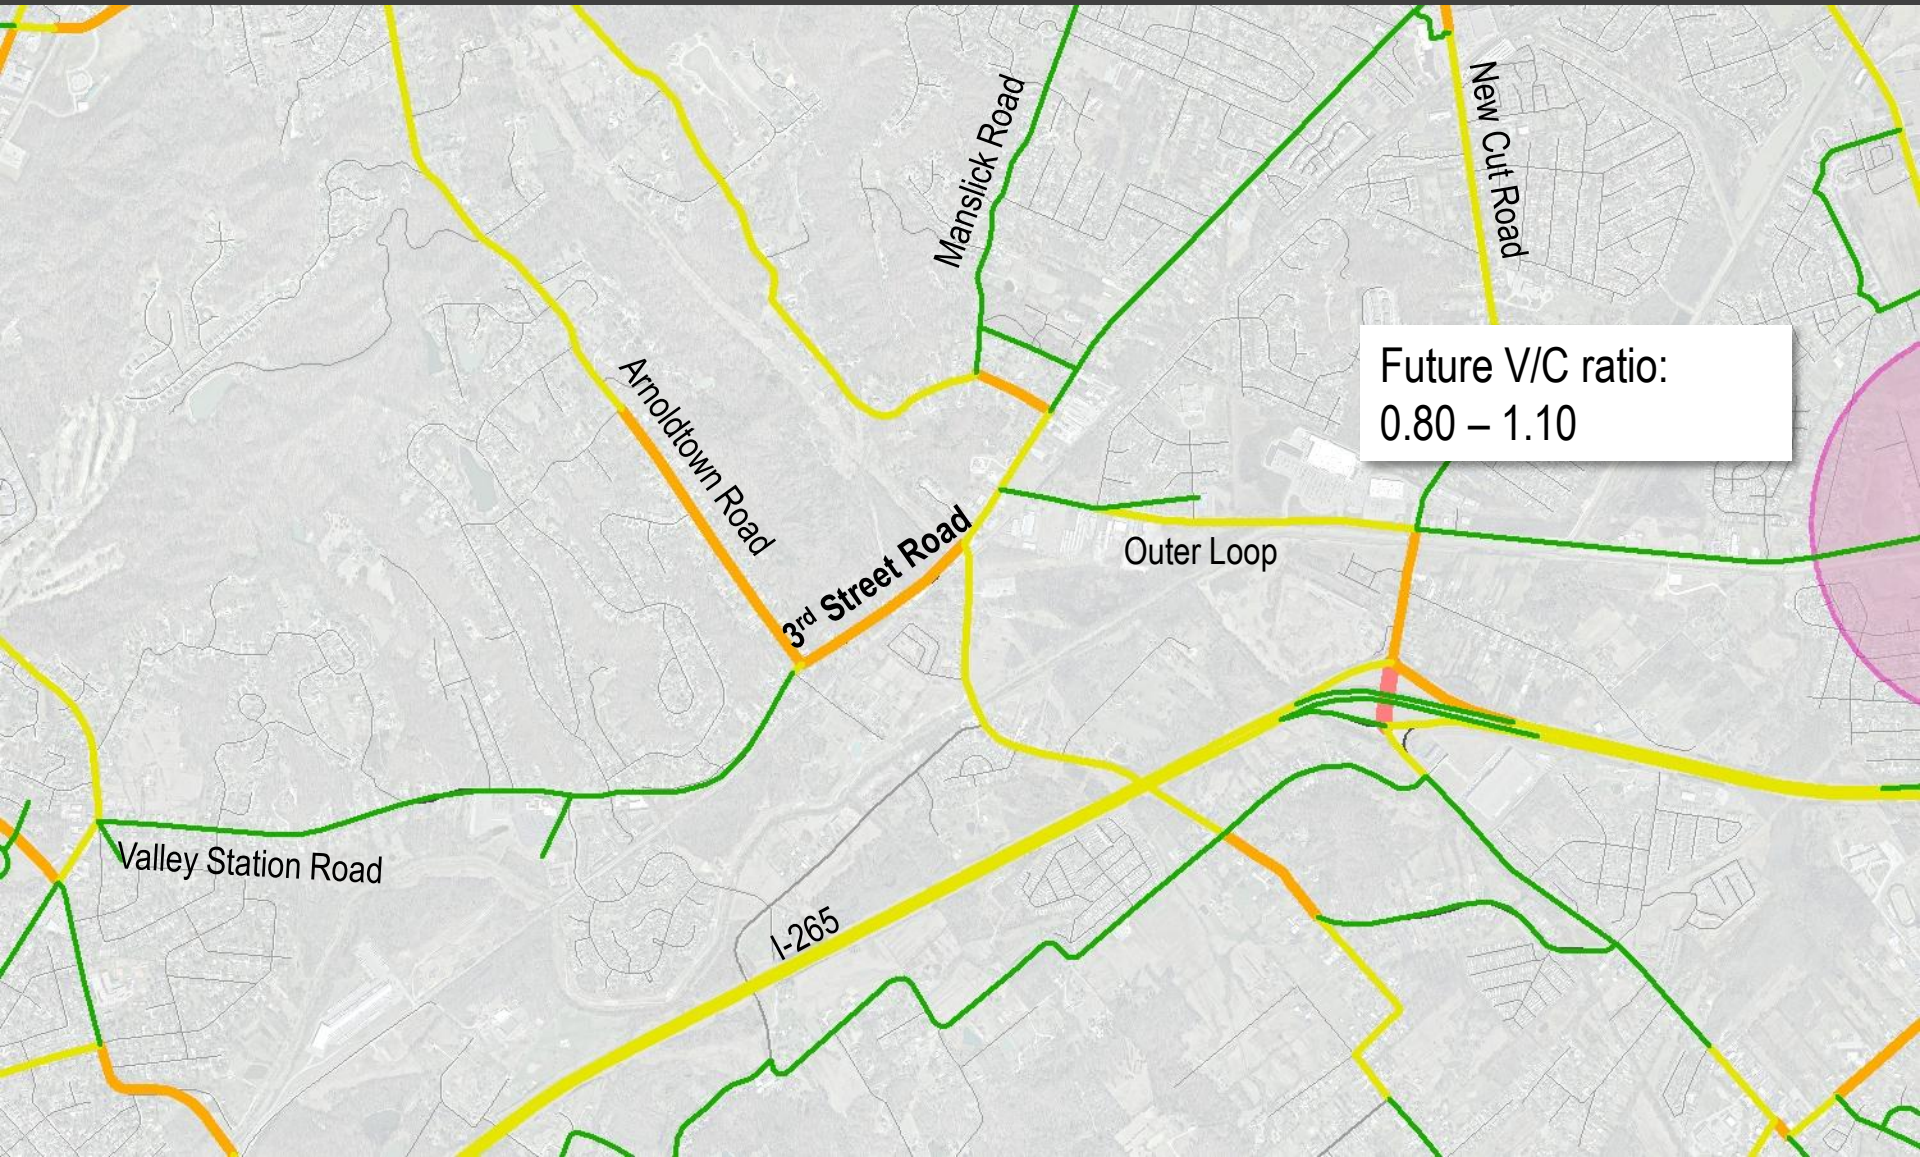 Manslick Road
New Cut Road
Future V/C ratio:
0.80 – 1.10
Arnoldtown Road
3rd Street Road
Outer Loop
Valley Station Road
I-265